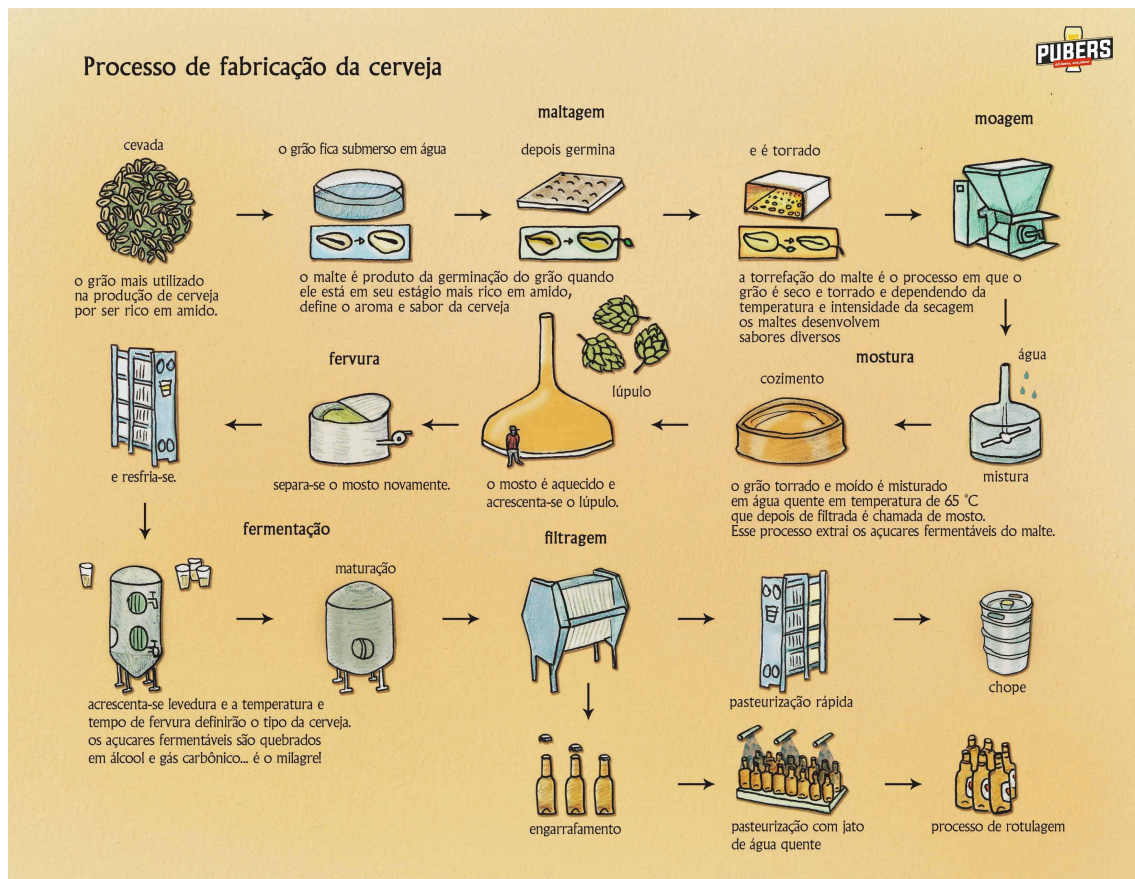 Processo de fabricação da cerveja
PUBERS
maltagem
moagem
cevada
o grão fica submerso em água
depois germina
e é torrado
o grão mais utilizado
na produção de cerveja
por ser rico em amido.
o malte é produto da germinação do grão quando
ele está em seu estágio mais rico em amido,
define o aroma e sabor da cerveja
a torrefação do malte é o processo em que o
grão é seco e torrado e dependendo da
temperatura e intensidade da secagem
os maltes desenvolvem
sabores diversos
fervura
lúpulo
mostura
cozimento
água
mistura
e resfria-se.
separa-se o mosto novamente.
o mosto é aquecido e
acrescenta-se o lúpulo.
o grão torrado e moído é misturado
em água quente em temperatura de 65 °C
que depois de filtrada é chamada de mosto.
Esse processo extrai os açucares fermentáveis do malte.
fermentação
filtragem
maturação
acrescenta-se levedura e a temperatura e
tempo de fervura definirão o tipo da cerveja.
os açucares fermentáveis são quebrados
em álcool e gás carbônico... é o milagre!
pasteurização rápida
chope
engarrafamento
pasteurização com jato
de água quente
processo de rotulagem